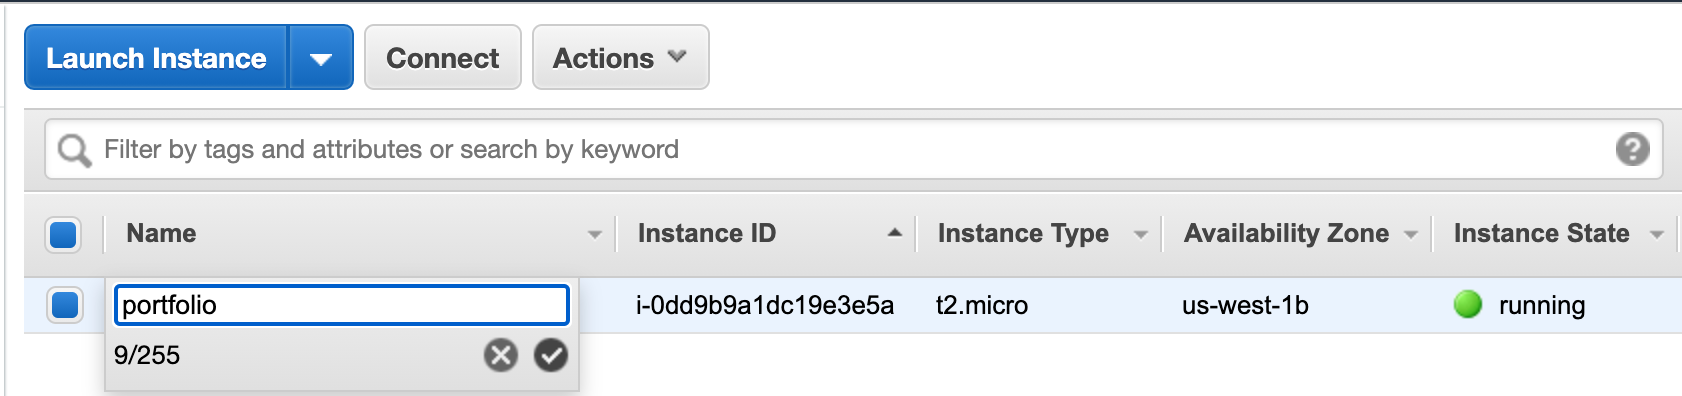 Launch Instance Connect Actions
Filter by tags and attributes or search by keyword ?
Name Instance ID Instance Type Availability Zone Instance State
portfolio i-0dd9b9a1dc19e3e5a t2.micro us-west-1b running
9/255